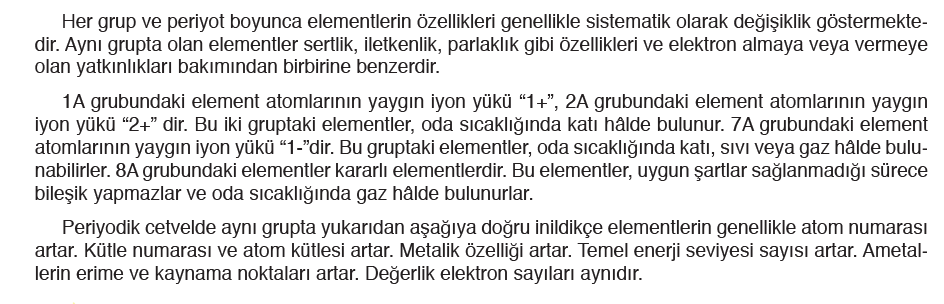 Her grup ve periyot boyunca elementlerin özellikleri genellikle sistematik olarak değişiklik göstermekte-
dir. Aynı grupta olan elementler sertlik, iletkenlik, parlaklık gibi özellikleri ve elektron almaya veya vermeye
olan yatkınlıkları bakımından birbirine benzerdir.
1A grubundaki element atomlarının yaygın iyon yükü “1+”, 2A grubundaki element atomlarının yaygın
iyon yükü “2+” dir. Bu iki gruptaki elementler, oda sıcaklığında katı hâlde bulunur. 7A grubundaki element
atomlarının yaygın iyon yükü “1-”dir. Bu gruptaki elementler, oda sıcaklığında katı, sıvı veya gaz hâlde bulu-
nabilirler. 8A grubundaki elementler kararlı elementlerdir. Bu elementler, uygun şartlar sağlanmadığı sürece
bileşik yapmazlar ve oda sıcaklığında gaz hâlde bulunurlar.
Periyodik cetvelde aynı grupta yukarıdan aşağıya doğru inildikçe elementlerin genellikle atom numarası
artar. Kütle numarası ve atom kütlesi artar. Metalik özelliği artar. Temel enerji seviyesi sayısı artar. Ametal-
lerin erime ve kaynama noktaları artar. Değerlik elektron sayıları aynıdır.